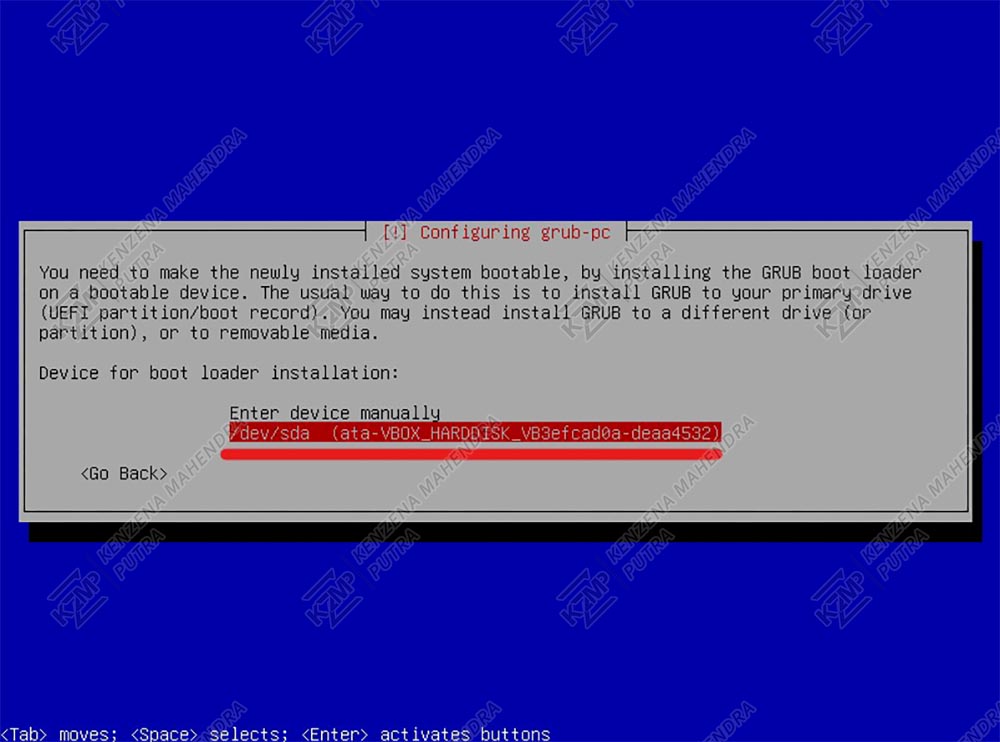 [!] Configuring grub-pc
You need to make the newly installed system bootable, by installing the GRUB boot loader
on a bootable device. The usual way to do this is to install GRUB to your primary drive
(UEFI partition/boot record). You may instead install GRUB to a different drive (or
partition), or to removable media.
Device for boot loader installation:
Enter device manually
/dev/sda  (ata-VBOX_HARDDISK_VB3efcad0a-deaa4532)
<Go Back>
<Tab> moves; <Space> selects; <Enter> activates buttons
KZMP KENZENA MAHENDRA PUTRA